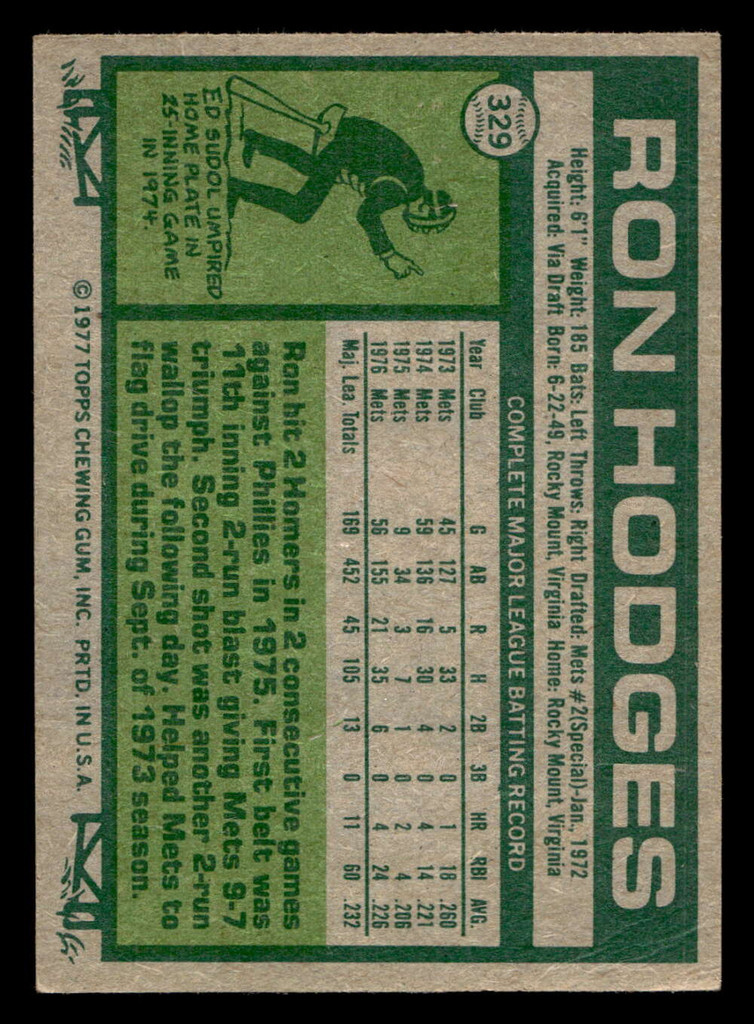 RON HODGES
Height: 6'1" Weight: 185 Bats: Left Throws: Right Drafted: Mets #2(Special)-Jan., 1972
Acquired: Via Draft Born: 6-22-49, Rocky Mount, Virginia Home: Rocky Mount, Virginia
329
COMPLETE MAJOR LEAGUE BATTING RECORD
Year Club G AB R H 2B 3B HR RBI AVG.
1973 Mets 45 127 5 33 2 0 1 18 .260
1974 Mets 59 136 16 30 4 0 4 14 .221
1975 Mets 9 34 3 7 1 0 2 4 .206
1976 Mets 56 155 21 35 6 0 4 24 .226
Maj. Lea. Totals 169 452 45 105 13 0 11 60 .232
ED SUDOL UMPIRED
HOME PLATE IN
25-INNING GAME
IN 1974.
Ron hit 2 Homers in 2 consecutive games
against Phillies in 1975. First belt was
11th inning 2-run blast giving Mets 9-7
triumph. Second shot was another 2-run
wallop the following day. Helped Mets to
flag drive during Sept. of 1973 season.
© 1977 TOPPS CHEWING GUM, INC. PRTD. IN U.S.A.